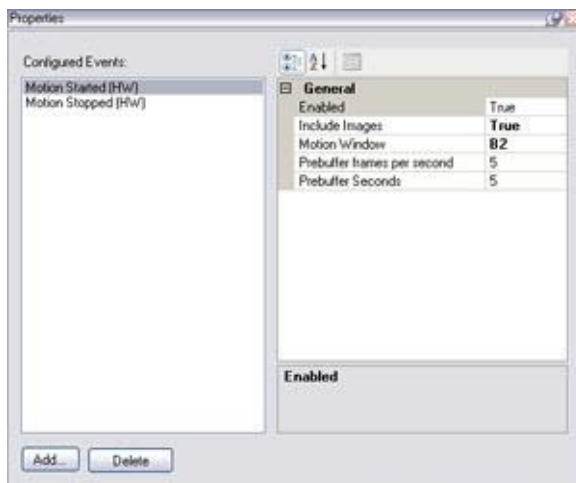 Properties
Configured Events:
Motion Started (HW)
Motion Stopped (HW)
General
Enabled True
Include Images True
Motion Window B2
Prebuffer frames per second 5
Prebuffer Seconds 5
Enabled
Add...
Delete